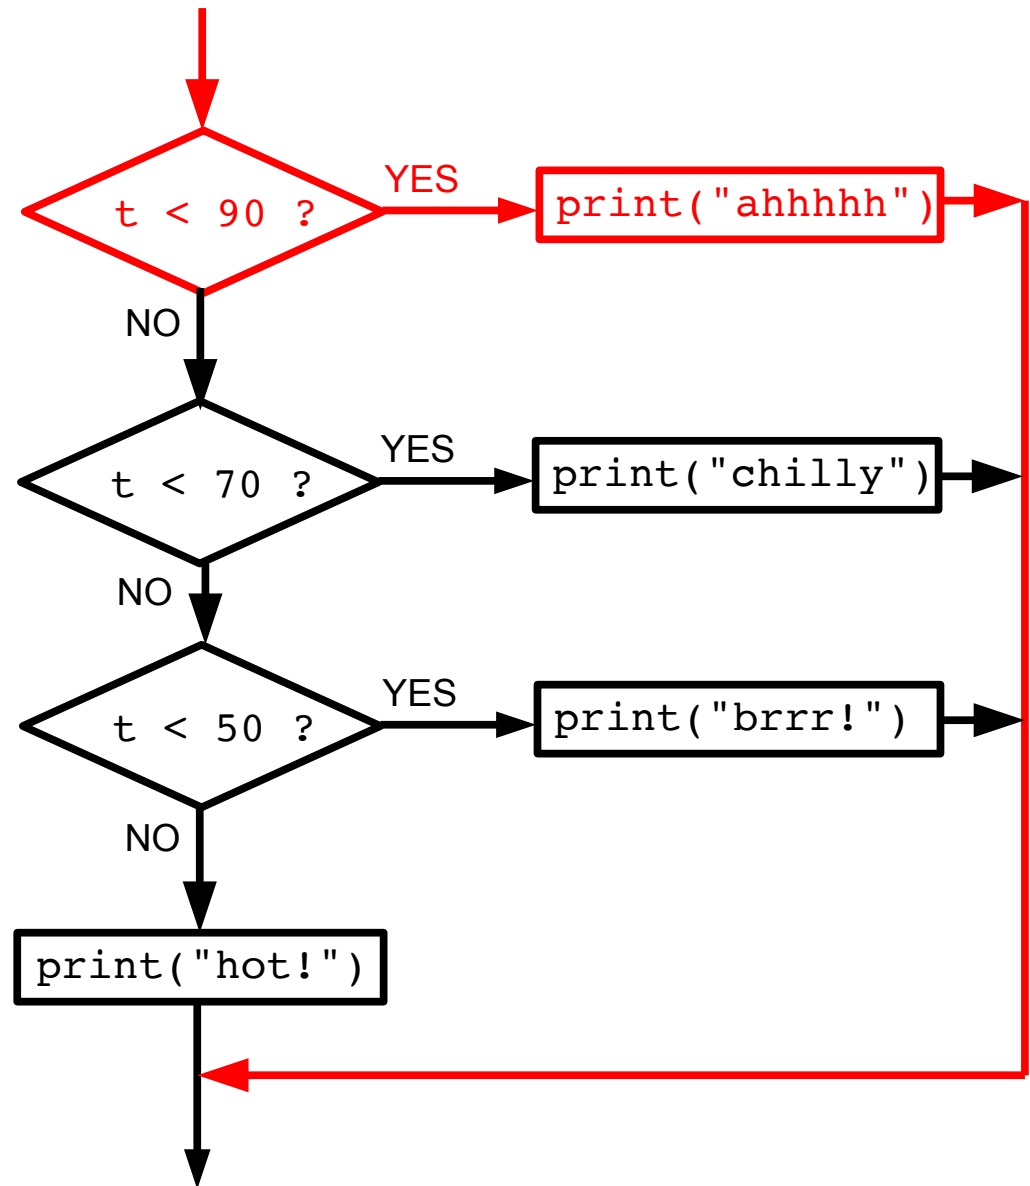 t < 90 ?
YES
print("ahhhhh")
NO
t < 70 ?
YES
print("chilly")
NO
t < 50 ?
YES
print("brrr!")
NO
print("hot!")